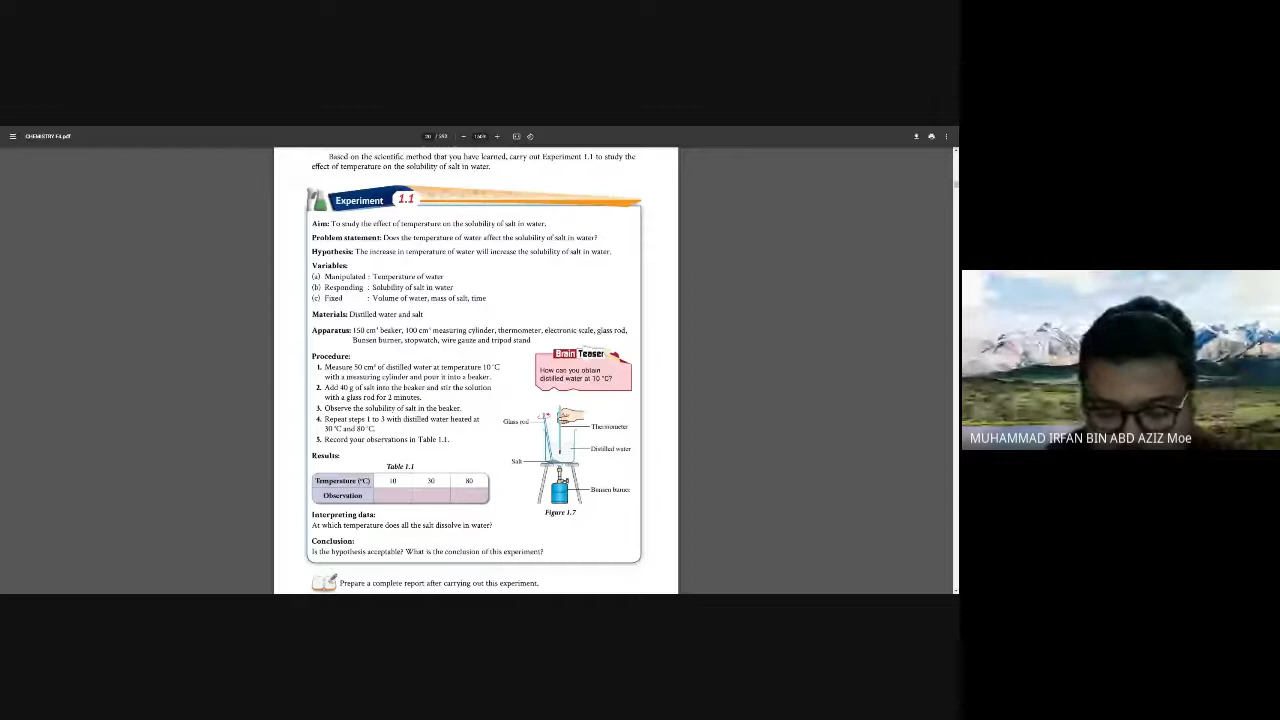 CHEMISTRY F4.pdf
20 / 292
150%
Based on the scientific method that you have learned, carry out Experiment 1.1 to study the
effect of temperature on the solubility of salt in water.
Experiment 1.1
Aim: To study the effect of temperature on the solubility of salt in water.
Problem statement: Does the temperature of water affect the solubility of salt in water?
Hypothesis: The increase in temperature of water will increase the solubility of salt in water.
Variables:
(a) Manipulated : Temperature of water
(b) Responding : Solubility of salt in water
(c) Fixed : Volume of water, mass of salt, time
Materials: Distilled water and salt
Apparatus: 150 cm³ beaker, 100 cm³ measuring cylinder, thermometer, electronic scale, glass rod,
Bunsen burner, stopwatch, wire gauze and tripod stand
Procedure:
1. Measure 50 cm³ of distilled water at temperature 10 °C
with a measuring cylinder and pour it into a beaker.
2. Add 40 g of salt into the beaker and stir the solution
with a glass rod for 2 minutes.
3. Observe the solubility of salt in the beaker.
4. Repeat steps 1 to 3 with distilled water heated at
30 °C and 80 °C.
5. Record your observations in Table 1.1.
Brain Teaser
How can you obtain
distilled water at 10 °C?
Glass rod
Thermometer
Distilled water
Salt
Bunsen burner
Figure 1.7
Results:
Table 1.1
Temperature (°C) 10 30 80
Observation
Interpreting data:
At which temperature does all the salt dissolve in water?
Conclusion:
Is the hypothesis acceptable? What is the conclusion of this experiment?
Prepare a complete report after carrying out this experiment.
MUHAMMAD IRFAN BIN ABD AZIZ Moe